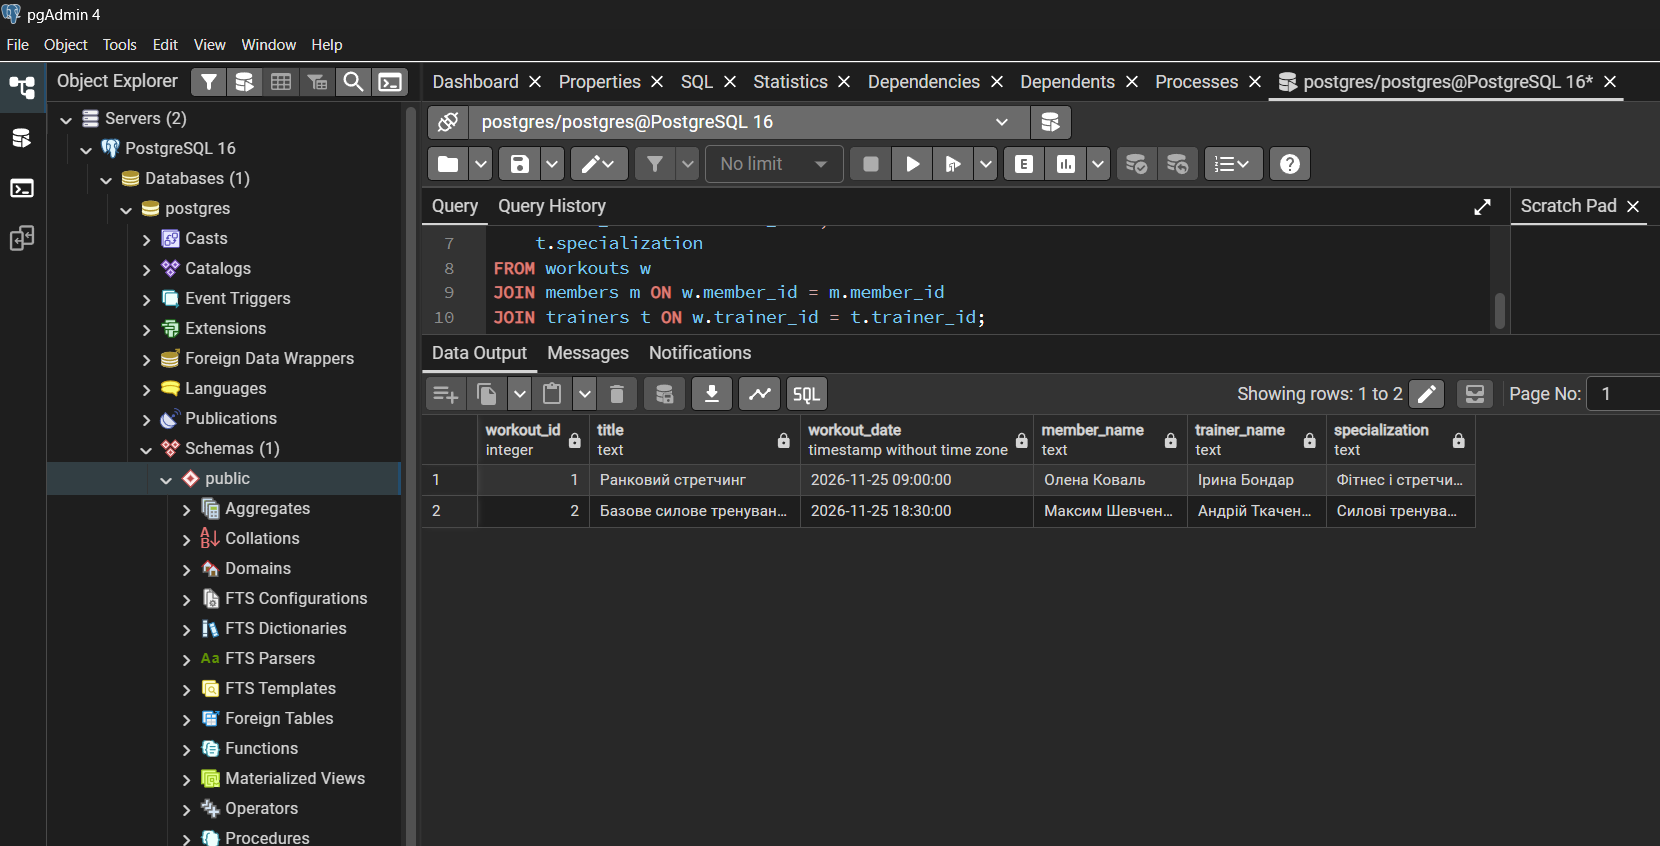 pgAdmin 4
File Object Tools Edit View Window Help
Object Explorer
Dashboard Properties SQL Statistics Dependencies Dependents Processes postgres/postgres@PostgreSQL 16*
Servers (2)
PostgreSQL 16
Databases (1)
postgres
Casts
Catalogs
Event Triggers
Extensions
Foreign Data Wrappers
Languages
Publications
Schemas (1)
public
Aggregates
Collations
Domains
FTS Configurations
FTS Dictionaries
Aa FTS Parsers
FTS Templates
Foreign Tables
Functions
Materialized Views
Operators
Procedures
postgres/postgres@PostgreSQL 16
No limit
E
Query Query History
Scratch Pad
7 t.specialization
8 FROM workouts w
9 JOIN members m ON w.member_id = m.member_id
10 JOIN trainers t ON w.trainer_id = t.trainer_id;
Data Output Messages Notifications
SQL Showing rows: 1 to 2 Page No: 1
workout_id title workout_date member_name trainer_name specialization
integer text timestamp without time zone text text text
1 1 Ранковий стретчинг 2026-11-25 09:00:00 Олена Коваль Ірина Бондар Фітнес і стретчи...
2 2 Базове силове тренуван... 2026-11-25 18:30:00 Максим Шевчен... Андрій Ткачен... Силові тренува...